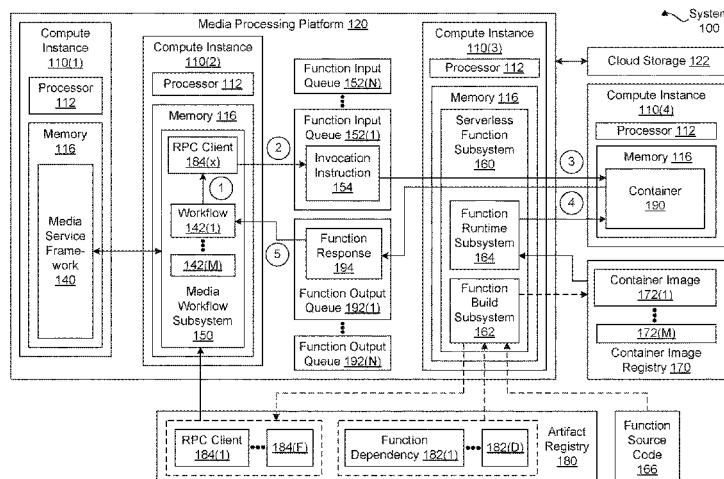 System
100
Media Processing Platform 120
Compute
Instance
110(1)
Processor
112
Memory
116
Media
Service
Frame-
work
140
Compute Instance
110(2)
Processor 112
Memory 116
RPC Client
184(x)
1
Workflow
142(1)
142(M)
Media
Workflow
Subsystem
150
2
Function Input
Queue 152(N)
Function Input
Queue 152(1)
Invocation
Instruction
154
5
Function
Response
194
Function Output
Queue 192(1)
Function Output
Queue 192(N)
Compute Instance
110(3)
Processor 112
Memory 116
Serverless
Function
Subsystem
160
Function
Runtime
Subsystem
164
Function
Build
Subsystem
162
3
4
Cloud Storage 122
Compute Instance
110(4)
Processor 112
Memory 116
Container
190
Container Image
172(1)
172(M)
Container Image
Registry 170
RPC Client
184(1)
184(F)
Function
Dependency 182(1)
182(D)
Artifact
Registry
180
Function
Source
Code
166